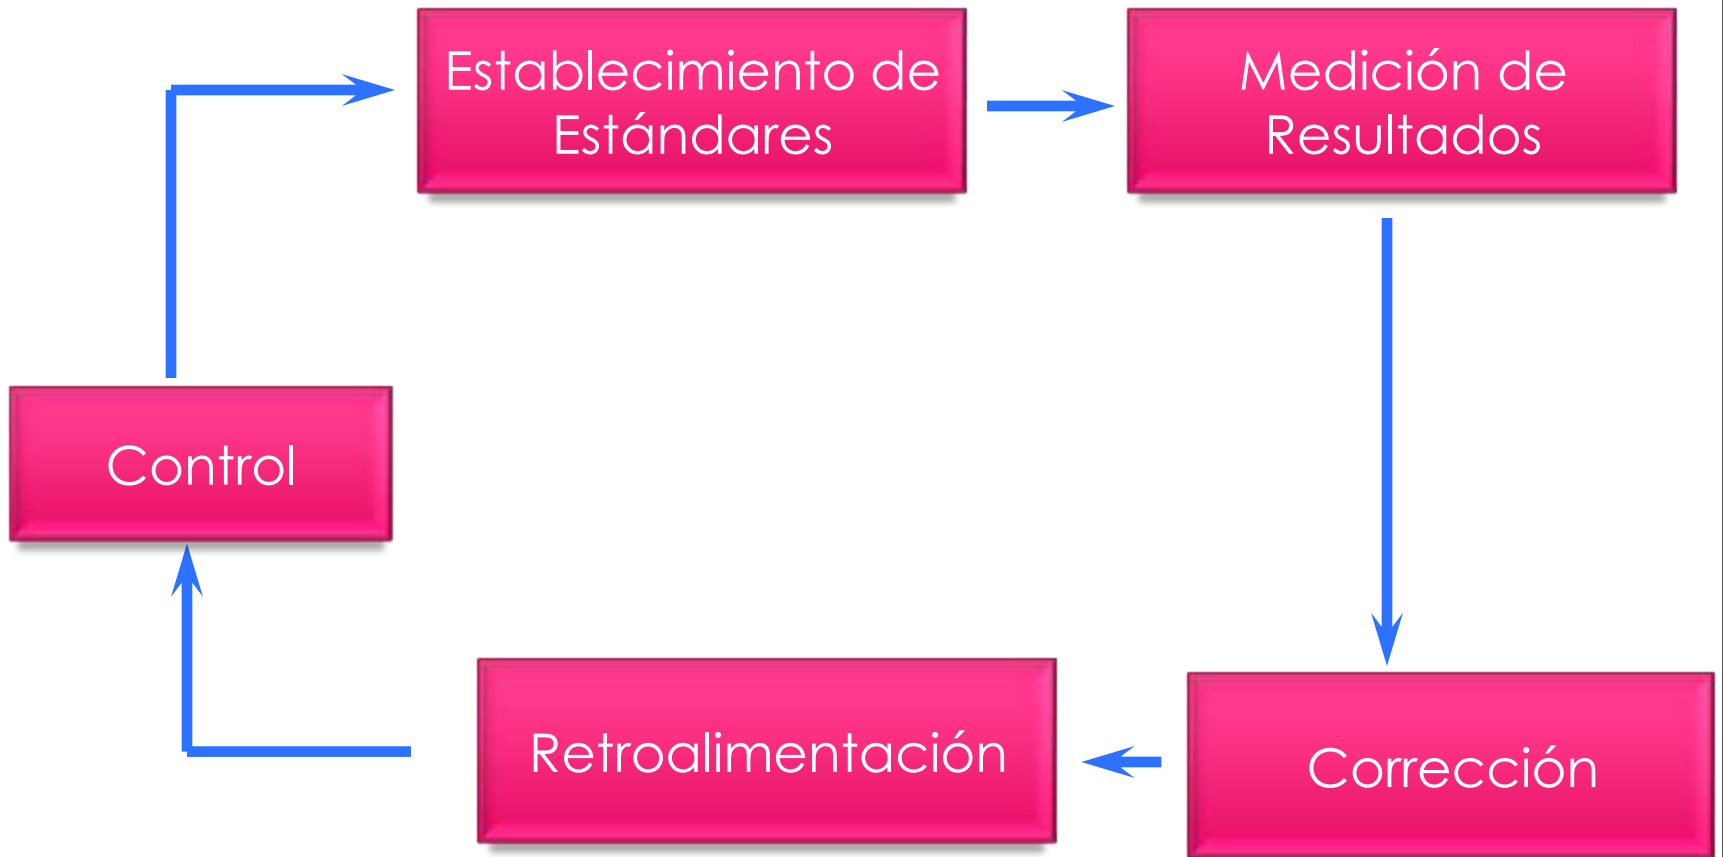 Establecimiento de
Estándares
Medición de
Resultados
Control
Retroalimentación
Corrección